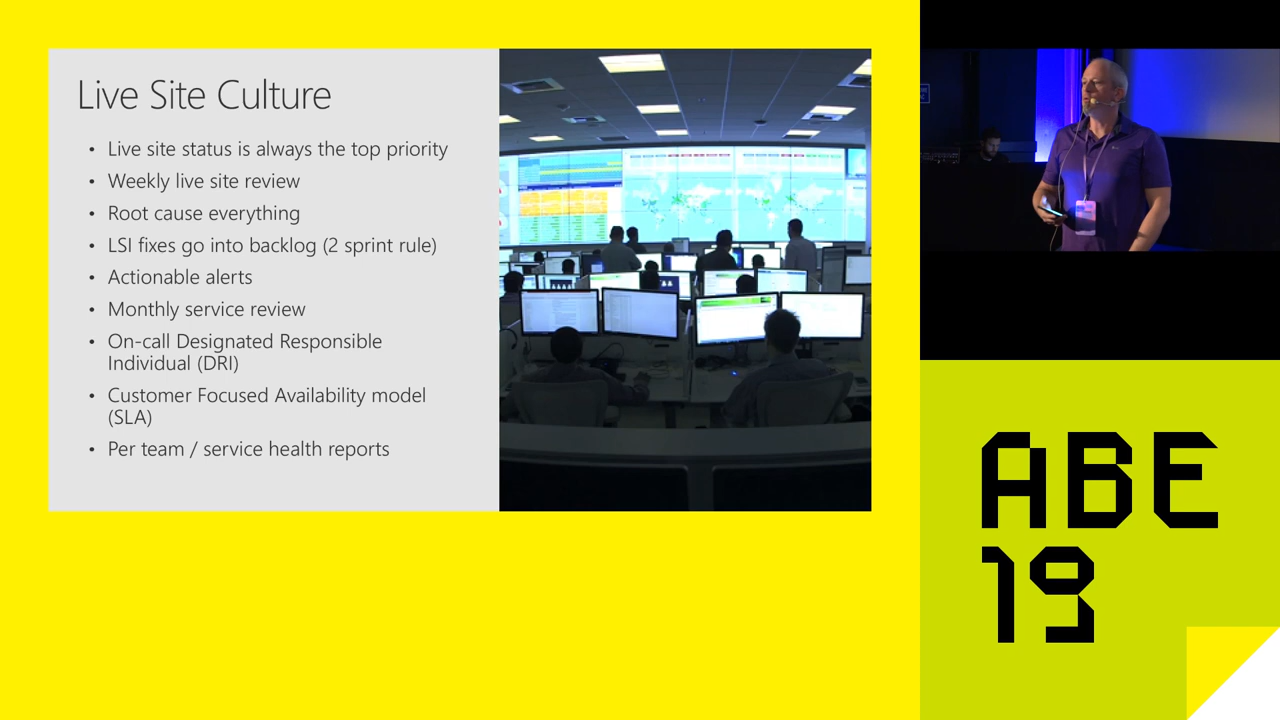 Live Site Culture
• Live site status is always the top priority
• Weekly live site review
• Root cause everything
• LSI fixes go into backlog (2 sprint rule)
• Actionable alerts
• Monthly service review
• On-call Designated Responsible
Individual (DRI)
• Customer Focused Availability model
(SLA)
• Per team / service health reports
ABE
19